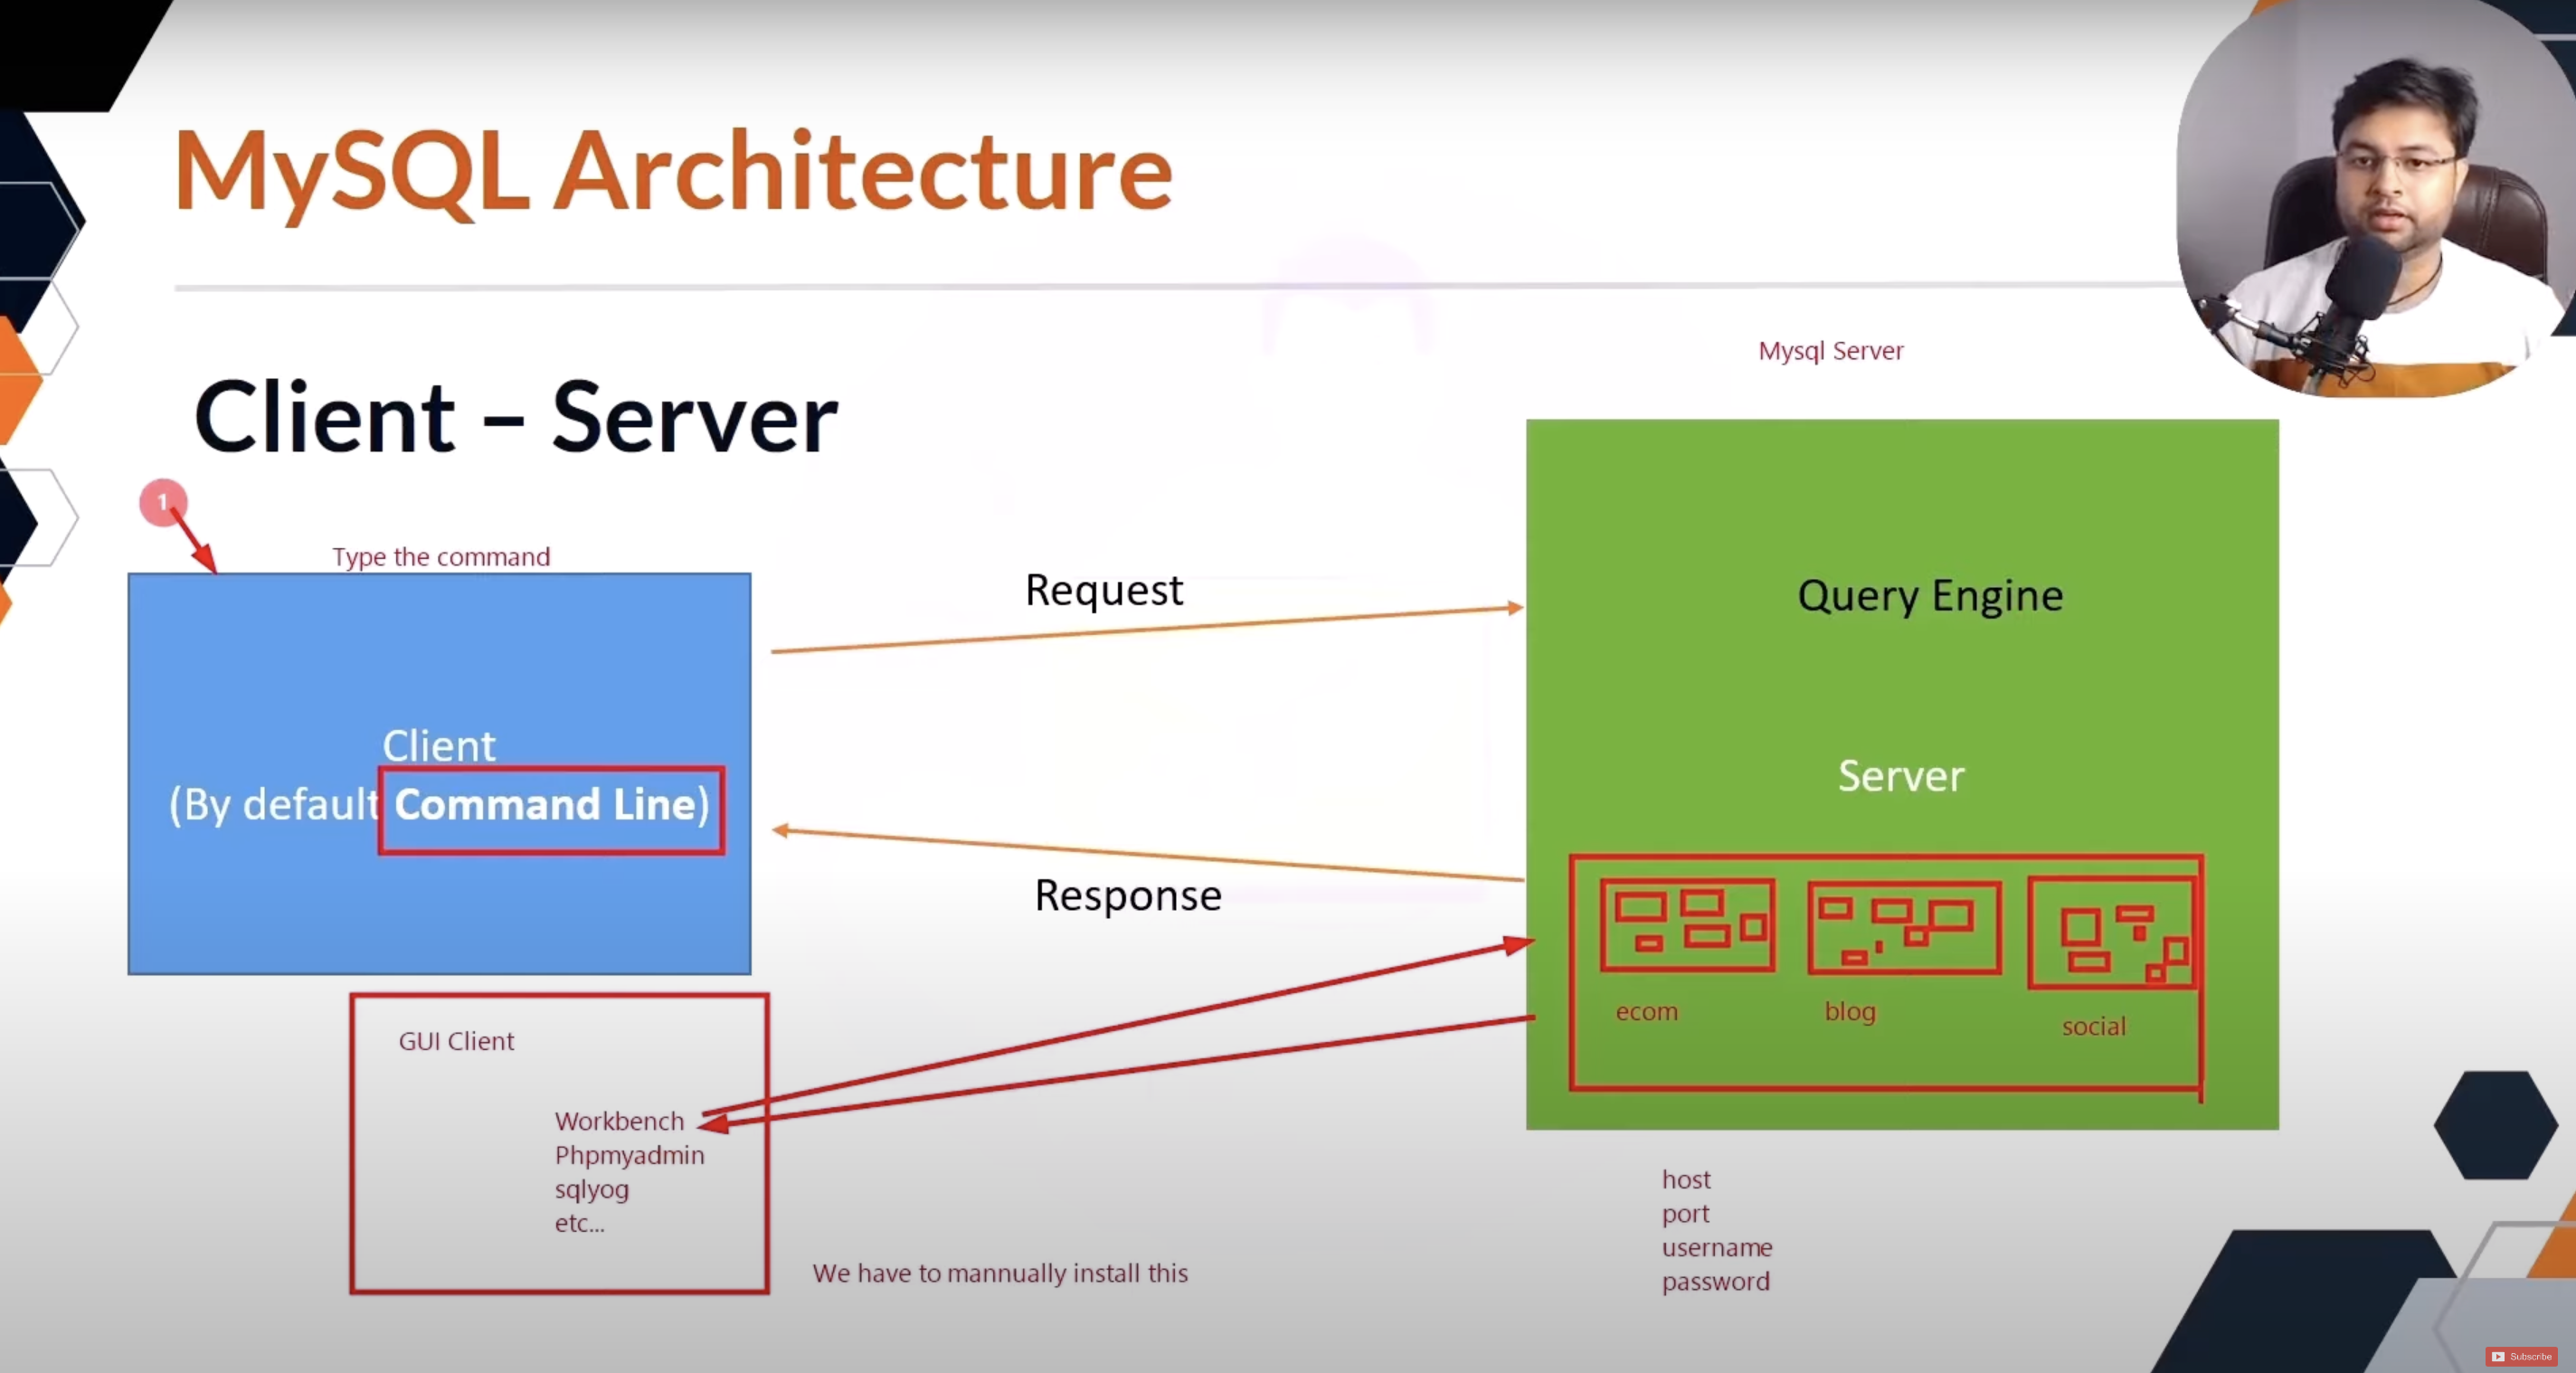 MySQL Architecture
Mysql Server
Client – Server
1
Type the command
Request
Query Engine
Client
(By default Command Line)
Server
Response
ecom
blog
social
GUI Client
Workbench
Phpmyadmin
sqlyog
etc...
We have to mannually install this
host
port
username
password
Subscribe